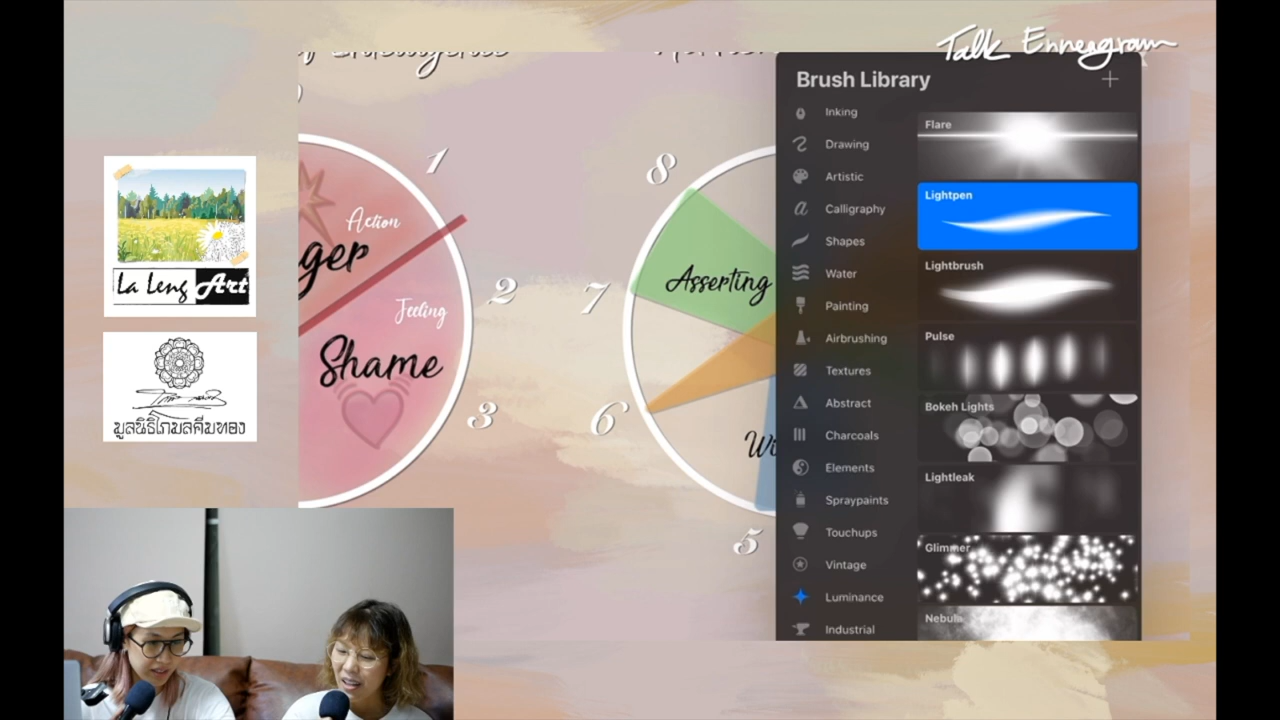 Talk Enneagram
of Intelligence
Brush Library
Inking
Drawing
Artistic
Calligraphy
Shapes
Water
Painting
Airbrushing
Textures
Abstract
Charcoals
Elements
Spraypaints
Touchups
Vintage
Luminance
Industrial
Flare
Lightpen
Lightbrush
Pulse
Bokeh Lights
Lightleak
Glimmer
Nebula
1
2
3
Action
ger
Feeling
Shame
8
7
6
5
Asserting
Wi
La Leng Art
มูลนิธิโกมลคีมทอง